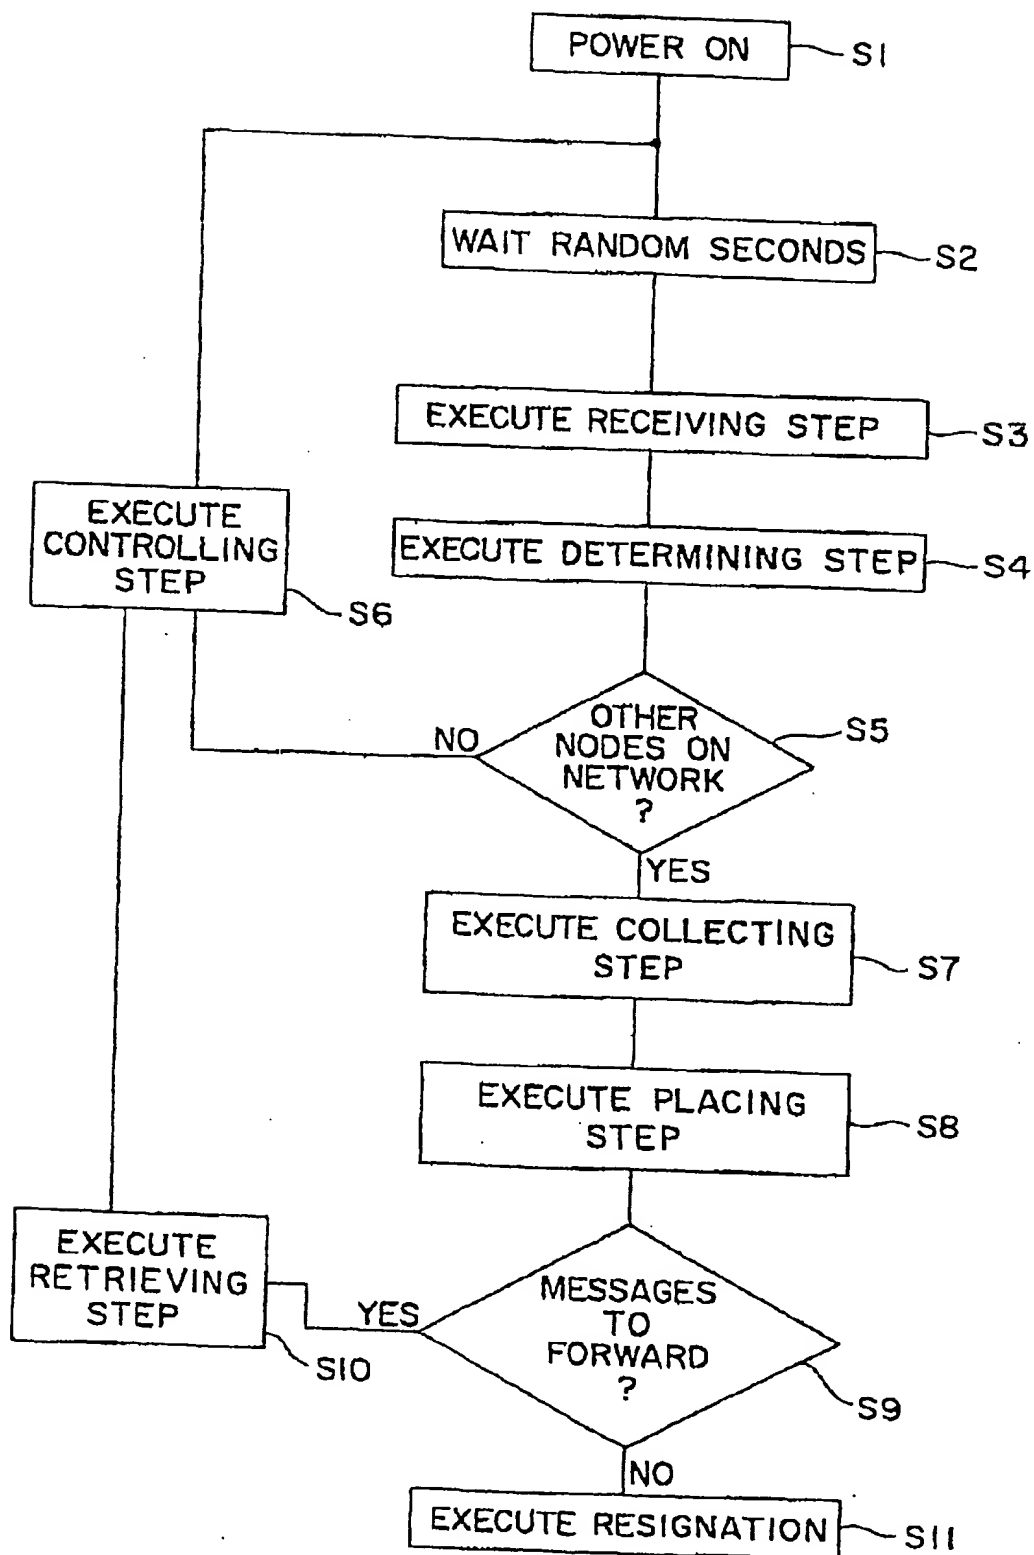 POWER ON
S1
WAIT RANDOM SECONDS
S2
EXECUTE RECEIVING STEP
S3
EXECUTE
CONTROLLING
STEP
S6
EXECUTE DETERMINING STEP
S4
OTHER
NODES ON
NETWORK
?
S5
NO
YES
EXECUTE COLLECTING
STEP
S7
EXECUTE PLACING
STEP
S8
EXECUTE
RETRIEVING
STEP
S10
YES
MESSAGES
TO
FORWARD
?
S9
NO
EXECUTE RESIGNATION
S11